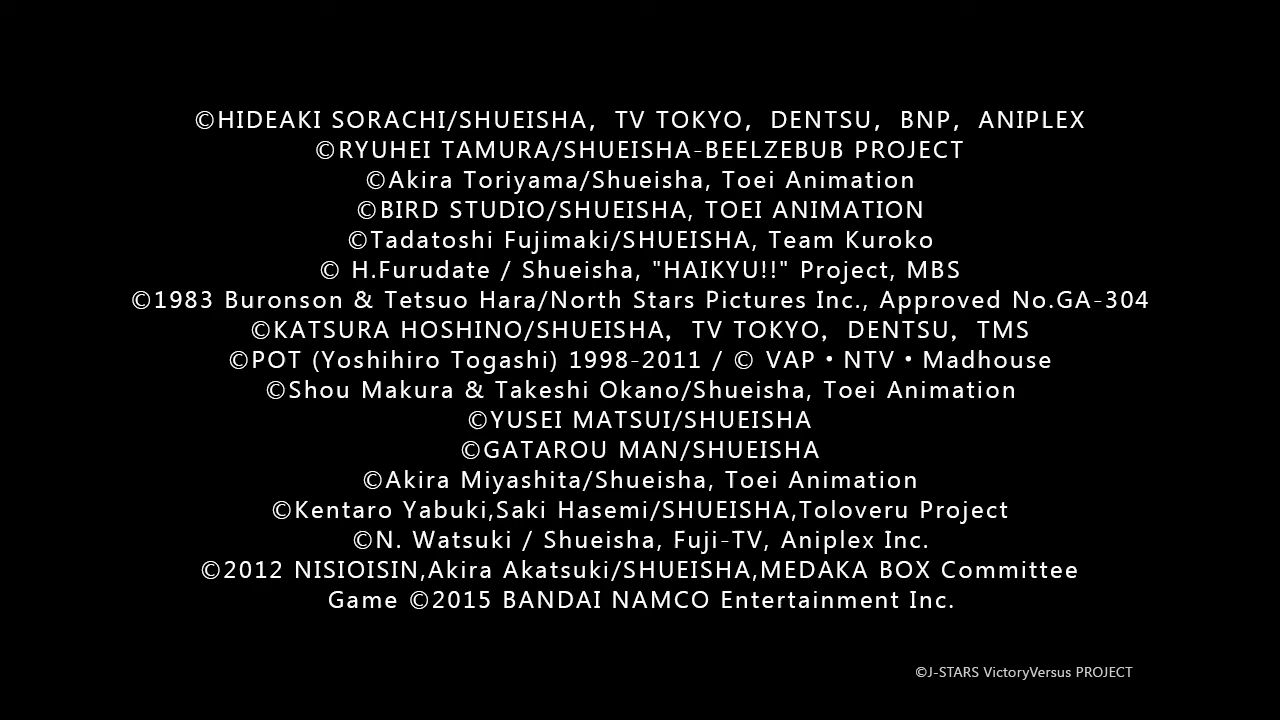 ©HIDEAKI SORACHI/SHUEISHA, TV TOKYO, DENTSU, BNP, ANIPLEX
©RYUHEI TAMURA/SHUEISHA-BEELZEBUB PROJECT
©Akira Toriyama/Shueisha, Toei Animation
©BIRD STUDIO/SHUEISHA, TOEI ANIMATION
©Tadatoshi Fujimaki/SHUEISHA, Team Kuroko
© H.Furudate / Shueisha, "HAIKYU!!" Project, MBS
©1983 Buronson & Tetsuo Hara/North Stars Pictures Inc., Approved No.GA-304
©KATSURA HOSHINO/SHUEISHA, TV TOKYO, DENTSU, TMS
©POT (Yoshihiro Togashi) 1998-2011 / © VAP・NTV・Madhouse
©Shou Makura & Takeshi Okano/Shueisha, Toei Animation
©YUSEI MATSUI/SHUEISHA
©GATAROU MAN/SHUEISHA
©Akira Miyashita/Shueisha, Toei Animation
©Kentaro Yabuki,Saki Hasemi/SHUEISHA,Toloveru Project
©N. Watsuki / Shueisha, Fuji-TV, Aniplex Inc.
©2012 NISIOISIN,Akira Akatsuki/SHUEISHA,MEDAKA BOX Committee
Game ©2015 BANDAI NAMCO Entertainment Inc.
©J-STARS VictoryVersus PROJECT